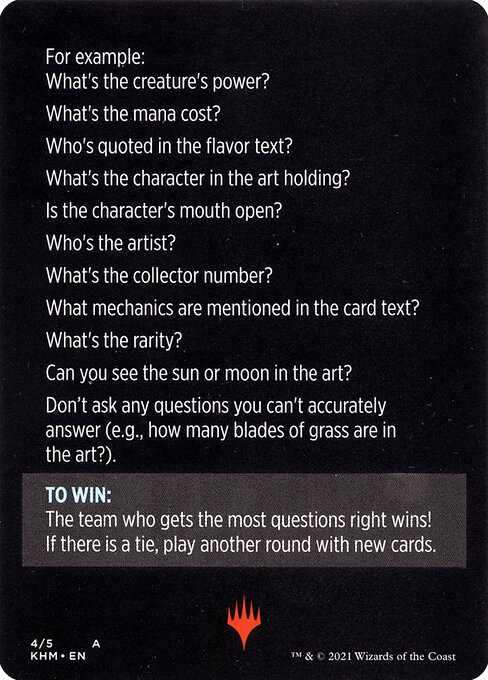 For example:
What's the creature's power?
What's the mana cost?
Who's quoted in the flavor text?
What's the character in the art holding?
Is the character's mouth open?
Who's the artist?
What's the collector number?
What mechanics are mentioned in the card text?
What's the rarity?
Can you see the sun or moon in the art?
Don't ask any questions you can't accurately
answer (e.g., how many blades of grass are in
the art?).
TO WIN:
The team who gets the most questions right wins!
If there is a tie, play another round with new cards.
4/5 A
KHM • EN
™ & © 2021 Wizards of the Coast